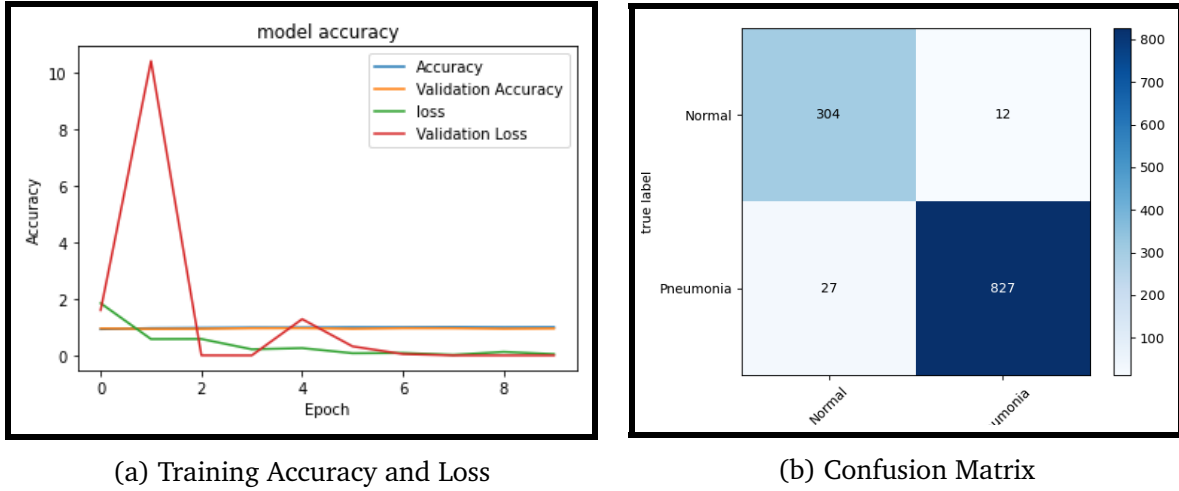 model accuracy
Accuracy
Validation Accuracy
loss
Validation Loss
10
8
6
4
2
0
Accuracy
0 2 4 6 8
Epoch
(a) Training Accuracy and Loss
Normal
Pneumonia
true label
304 12
27 827
Normal
umonia
800
700
600
500
400
300
200
100
(b) Confusion Matrix